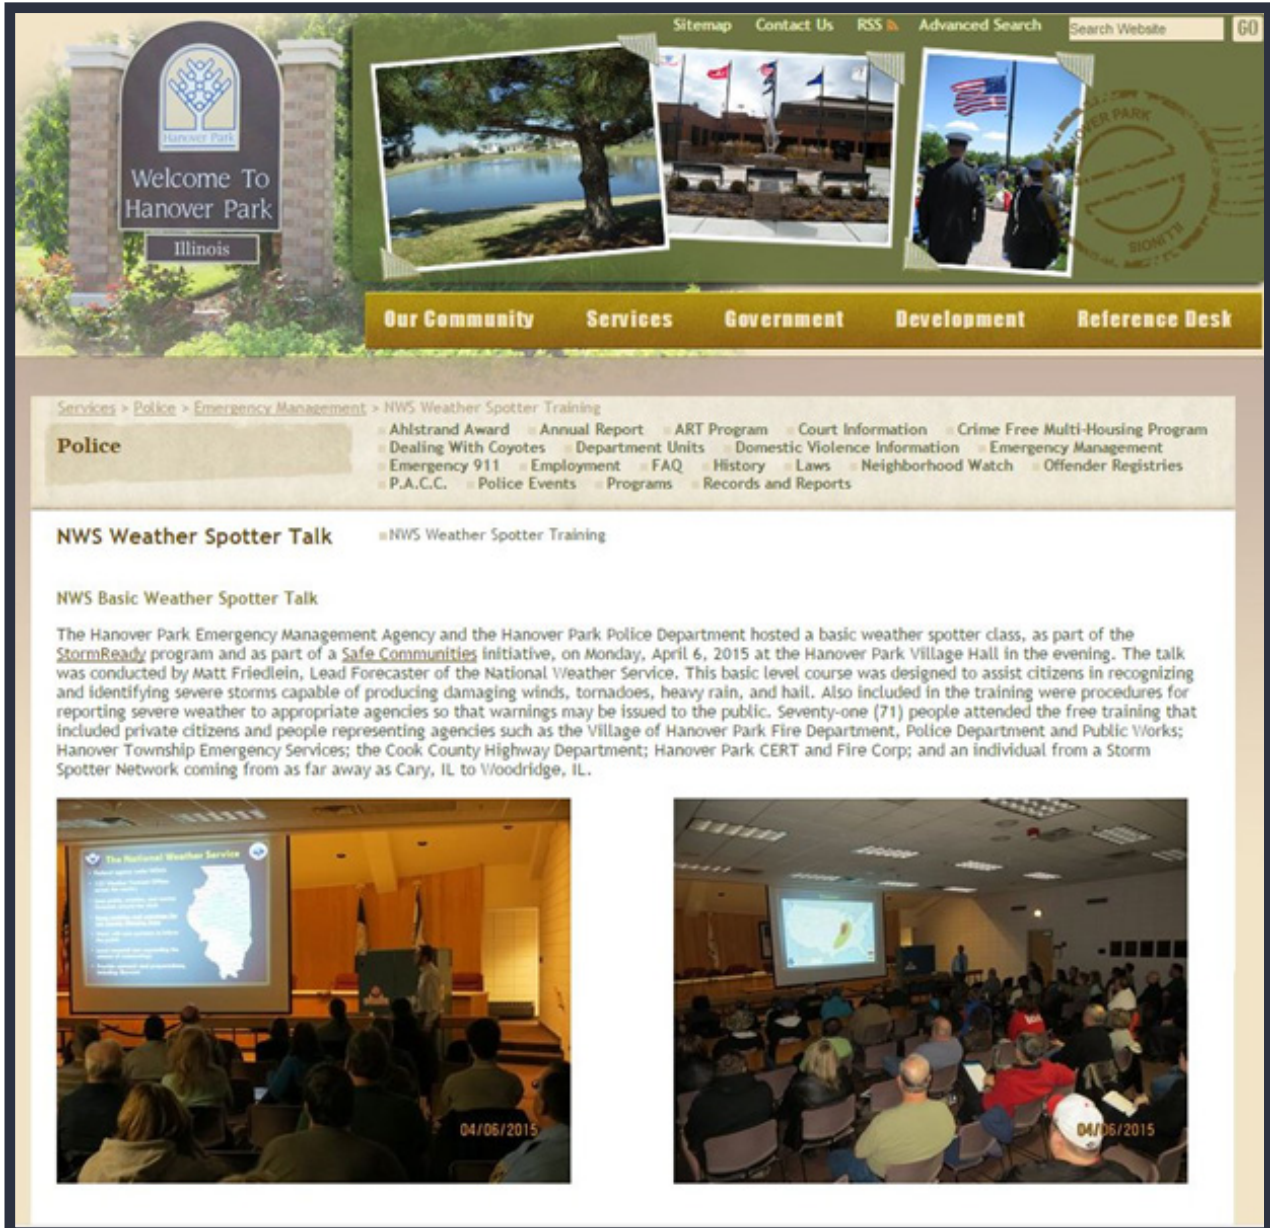 Sitemap Contact Us RSS Advanced Search Search Website GO
Hanover Park
Welcome To
Hanover Park
Illinois
HANOVER PARK
ILLINOIS
Our Community Services Government Development Reference Desk
Services > Police > Emergency Management > NWS Weather Spotter Training
Police
Ahlstrand Award Annual Report ART Program Court Information Crime Free Multi-Housing Program
Dealing With Coyotes Department Units Domestic Violence Information Emergency Management
Emergency 911 Employment FAQ History Laws Neighborhood Watch Offender Registries
P.A.C.C. Police Events Programs Records and Reports
NWS Weather Spotter Talk NWS Weather Spotter Training
NWS Basic Weather Spotter Talk
The Hanover Park Emergency Management Agency and the Hanover Park Police Department hosted a basic weather spotter class, as part of the
StormReady program and as part of a Safe Communities initiative, on Monday, April 6, 2015 at the Hanover Park Village Hall in the evening. The talk
was conducted by Matt Friedlein, Lead Forecaster of the National Weather Service. This basic level course was designed to assist citizens in recognizing
and identifying severe storms capable of producing damaging winds, tornadoes, heavy rain, and hail. Also included in the training were procedures for
reporting severe weather to appropriate agencies so that warnings may be issued to the public. Seventy-one (71) people attended the free training that
included private citizens and people representing agencies such as the Village of Hanover Park Fire Department, Police Department and Public Works;
Hanover Township Emergency Services; the Cook County Highway Department; Hanover Park CERT and Fire Corp; and an individual from a Storm
Spotter Network coming from as far away as Cary, IL to Woodridge, IL.
The National Weather Service
04/06/2015
04/06/2015